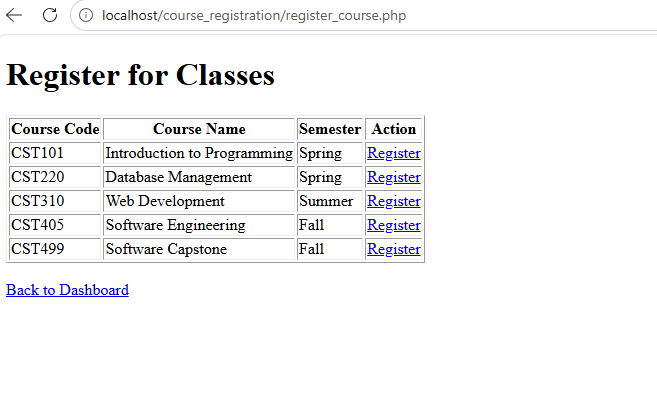 localhost/course_registration/register_course.php
Register for Classes
Course Code Course Name Semester Action
CST101 Introduction to Programming Spring Register
CST220 Database Management Spring Register
CST310 Web Development Summer Register
CST405 Software Engineering Fall Register
CST499 Software Capstone Fall Register
Back to Dashboard